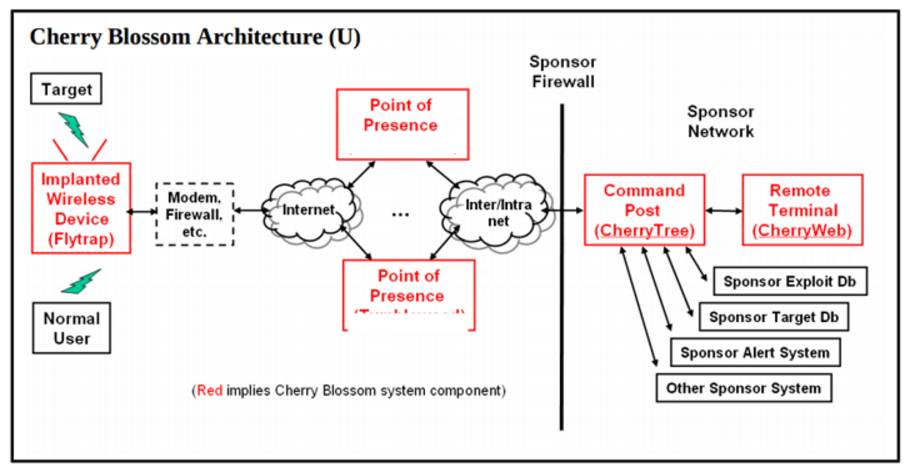 Cherry Blossom Architecture (U)
Target
Implanted
Wireless
Device
(Flytrap)
Normal
User
Modem,
Firewall,
etc.
Internet
Point of
Presence
...
Point of
Presence
Inter/Intra
net
Sponsor
Firewall
Sponsor
Network
Command
Post
(CherryTree)
Remote
Terminal
(CherryWeb)
Sponsor Exploit Db
Sponsor Target Db
Sponsor Alert System
Other Sponsor System
(Red implies Cherry Blossom system component)